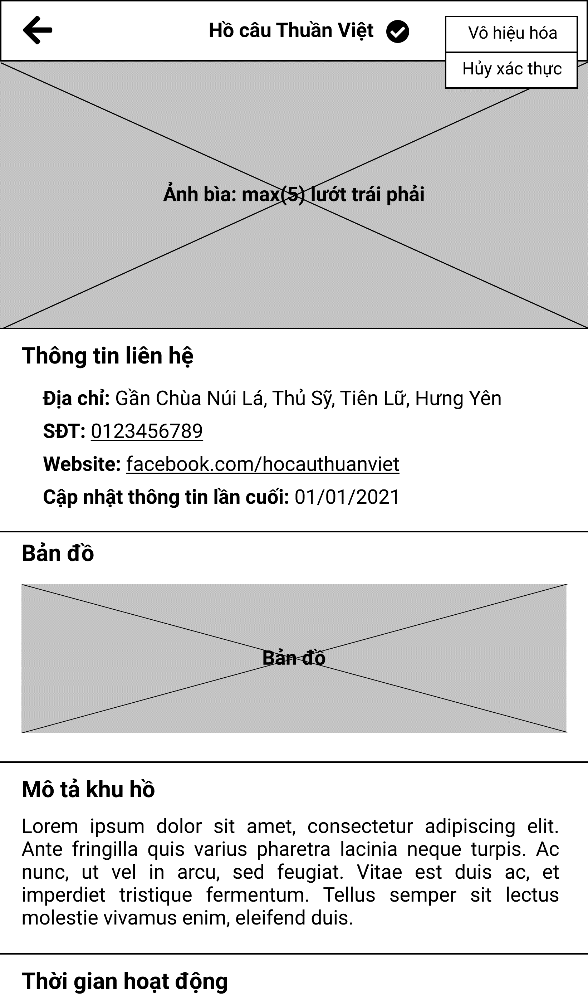 Hồ câu Thuần Việt
Vô hiệu hóa
Hủy xác thực
Ảnh bìa: max(5) lướt trái phải
Thông tin liên hệ
Địa chỉ: Gần Chùa Núi Lá, Thủ Sỹ, Tiên Lữ, Hưng Yên
SĐT: 0123456789
Website: facebook.com/hocauthuanviet
Cập nhật thông tin lần cuối: 01/01/2021
Bản đồ
Bản đồ
Mô tả khu hồ
Lorem ipsum dolor sit amet, consectetur adipiscing elit.
Ante fringilla quis varius pharetra lacinia neque turpis. Ac
nunc, ut vel in arcu, sed feugiat. Vitae est duis ac, et
imperdiet tristique fermentum. Tellus semper sit lectus
molestie vivamus enim, eleifend duis.
Thời gian hoạt động